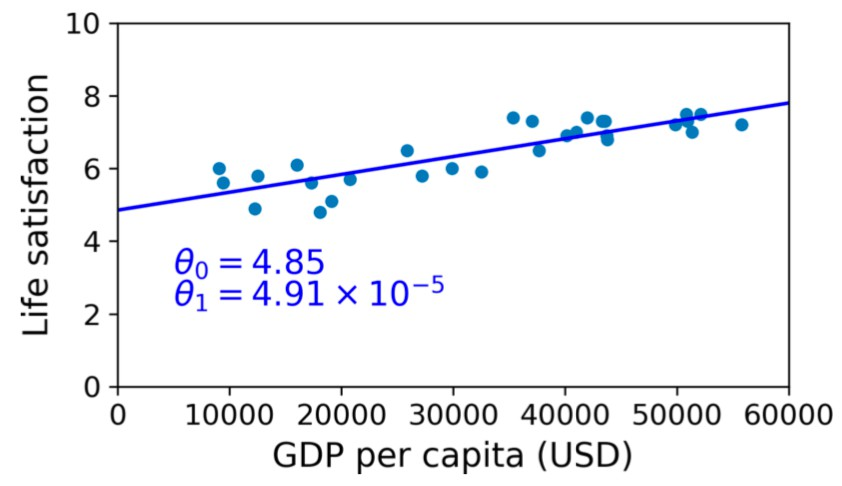 10
8
6
4
2
0
Life satisfaction
θ₀ = 4.85
θ₁ = 4.91 × 10⁻⁵
0 10000 20000 30000 40000 50000 60000
GDP per capita (USD)